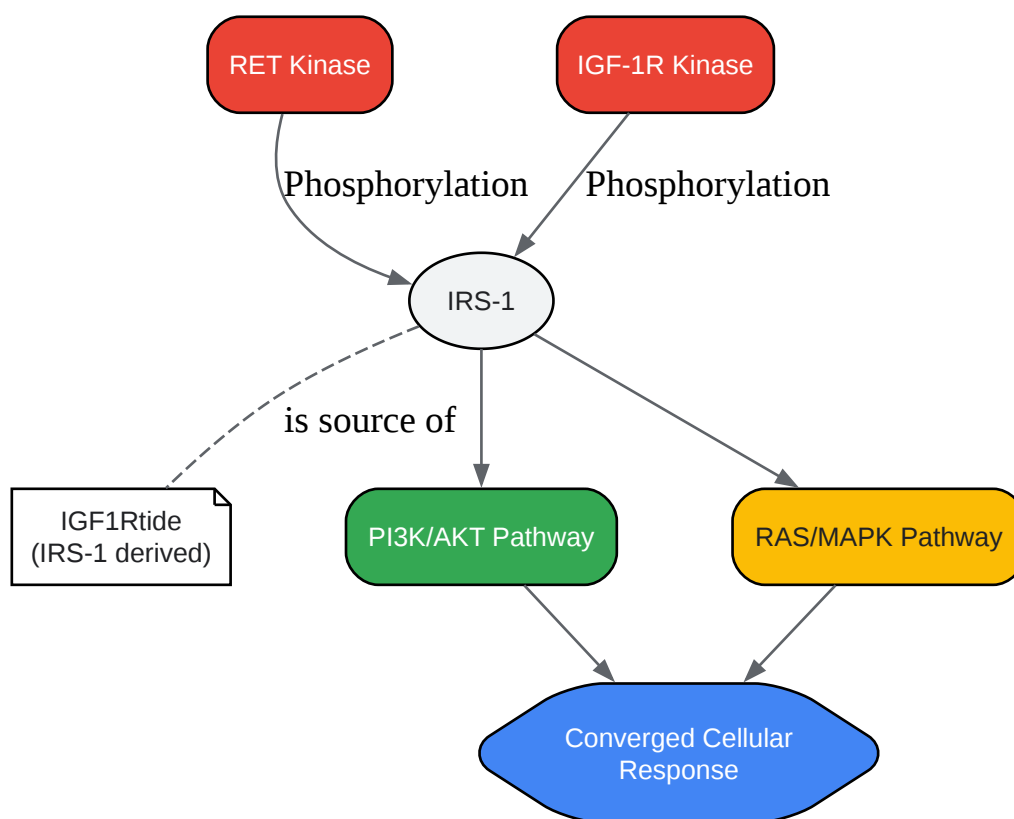 RET Kinase
IGF-1R Kinase
Phosphorylation
Phosphorylation
IRS-1
is source of
IGF1Rtide
(IRS-1 derived)
PI3K/AKT Pathway
RAS/MAPK Pathway
Converged Cellular
Response